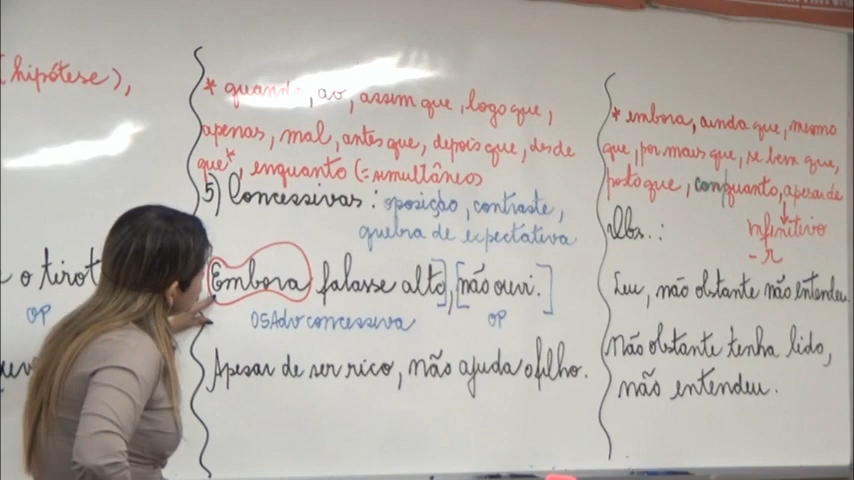 (hipótese),
o tirot
OP
* quando, ao, assim que, logo que,
apenas, mal, antes que, depois que, desde
que*, enquanto (= simultâneos
5) Concessivas: oposição, contraste,
quebra de expectativa
Embora falasse alto], [não ouvi.]
OSAdv concessiva OP
Apesar de ser rico, não ajuda o filho.
* embora, ainda que, mesmo
que, por mais que, se bem que,
posto que, conquanto, apesar de
infinitivo
Obs.:
-r
Leu, não obstante não entendeu
Não obstante tenha lido,
não entendeu.